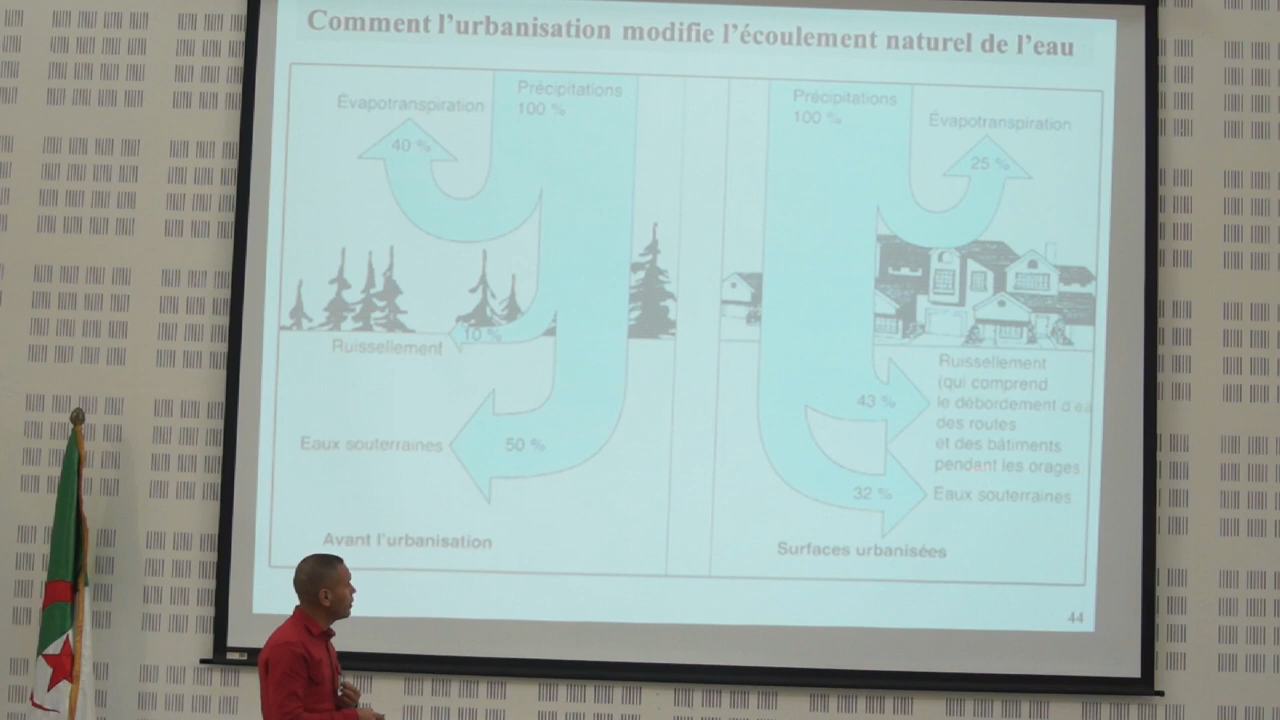 Comment l'urbanisation modifie l'écoulement naturel de l'eau
Évapotranspiration
40 %
Précipitations
100 %
10 %
Ruissellement
Eaux souterraines
50 %
Avant l'urbanisation
Précipitations
100 %
Évapotranspiration
25 %
43 %
Ruissellement
(qui comprend
le débordement d'ea
des routes
et des bâtiments
pendant les orages
32 %
Eaux souterraines
Surfaces urbanisées
44